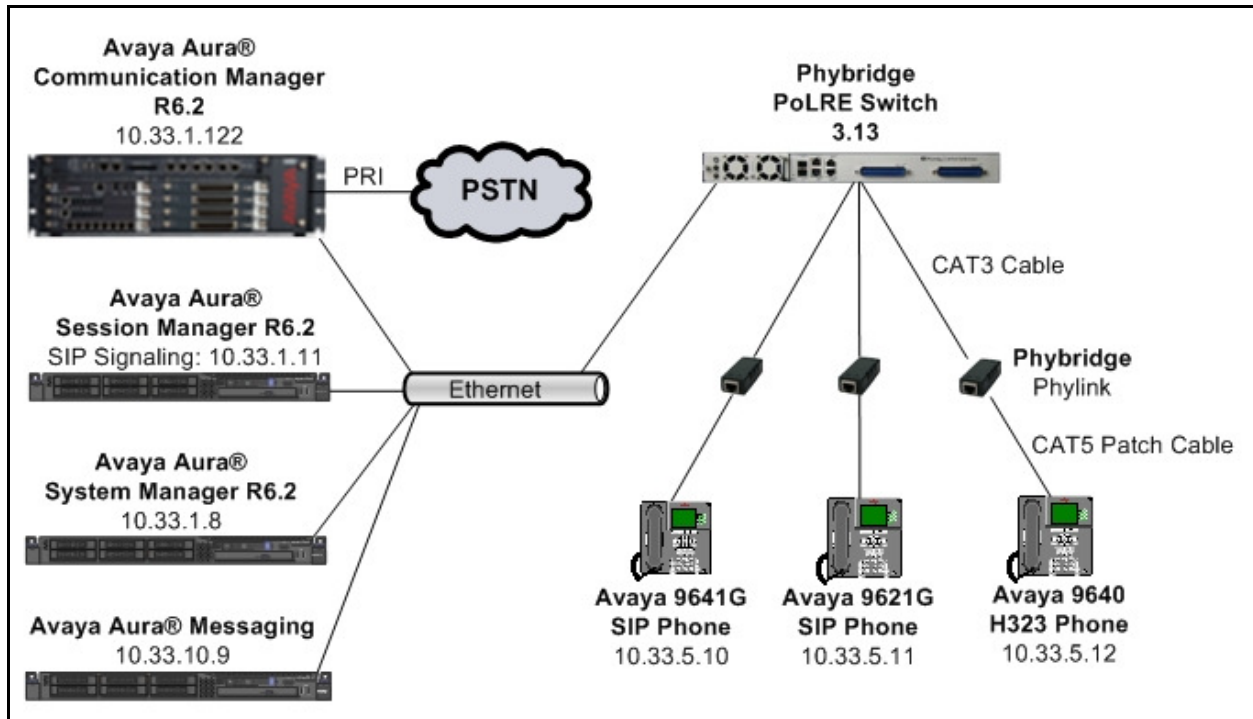 Avaya Aura®
Communication Manager
R6.2
10.33.1.122
PRI
PSTN
Phybridge
PoLRE Switch
3.13
CAT3 Cable
Avaya Aura®
Session Manager R6.2
SIP Signaling: 10.33.1.11
Ethernet
Phybridge
Phylink
CAT5 Patch Cable
Avaya Aura®
System Manager R6.2
10.33.1.8
Avaya Aura® Messaging
10.33.10.9
Avaya 9641G
SIP Phone
10.33.5.10
Avaya 9621G
SIP Phone
10.33.5.11
Avaya 9640
H323 Phone
10.33.5.12